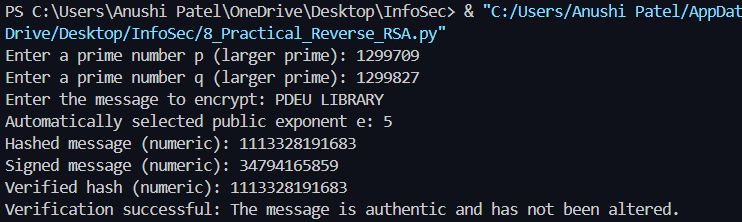 PS C:\Users\Anushi Patel\OneDrive\Desktop\InfoSec> & "C:/Users/Anushi Patel/AppDat
Drive/Desktop/InfoSec/8_Practical_Reverse_RSA.py"
Enter a prime number p (larger prime): 1299709
Enter a prime number q (larger prime): 1299827
Enter the message to encrypt: PDEU LIBRARY
Automatically selected public exponent e: 5
Hashed message (numeric): 1113328191683
Signed message (numeric): 34794165859
Verified hash (numeric): 1113328191683
Verification successful: The message is authentic and has not been altered.